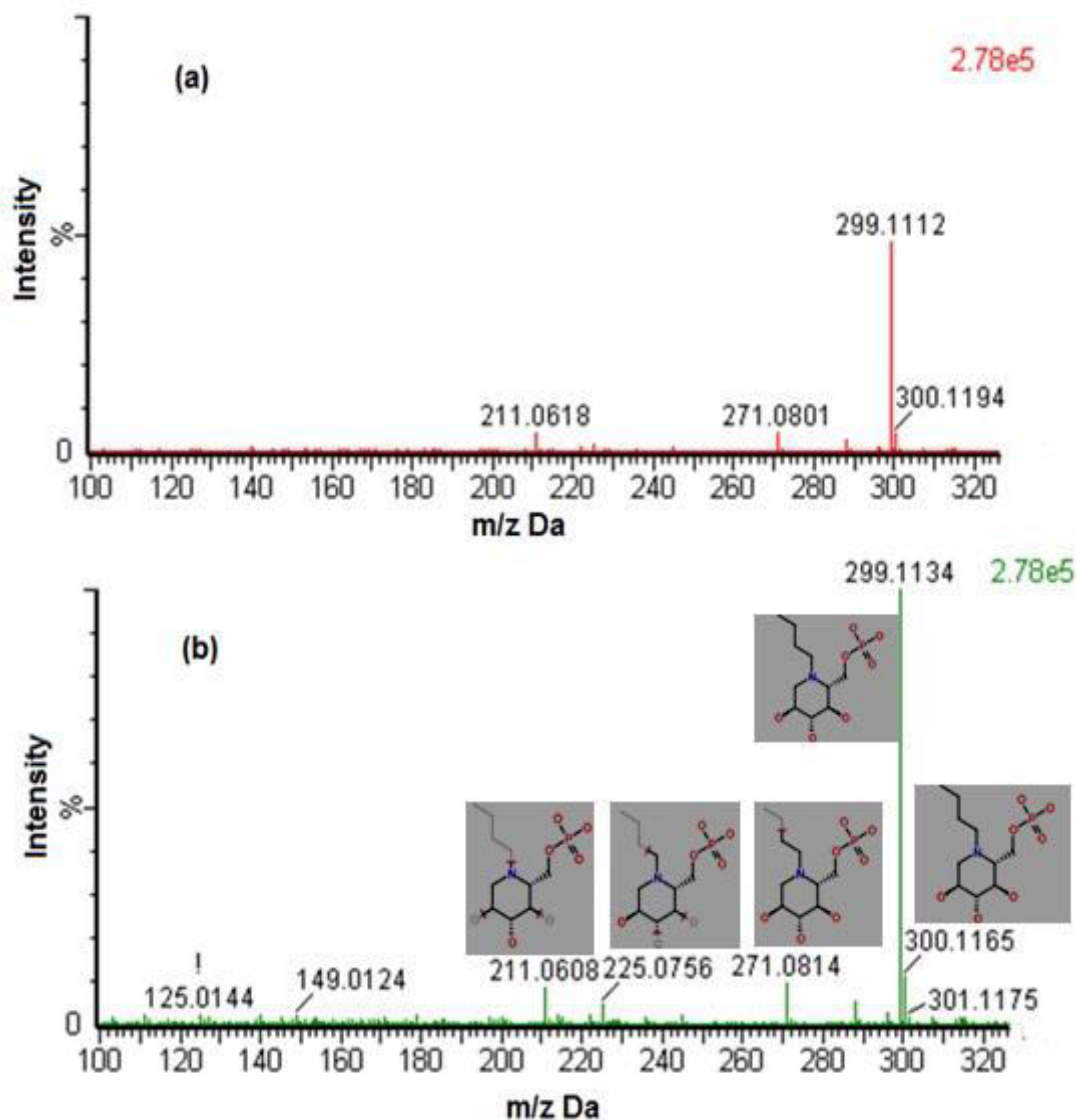 2.78e5
(a)
299.1112
Intensity
%
211.0618
271.0801
300.1194
0
100 120 140 160 180 200 220 240 260 280 300 320
m/z Da
299.1134 2.78e5
(b)
O
O
P
O
O
N
O
O
O
O
O
P
O
O
N
O
O
O
O
O
P
O
O
N
O
O
O
O
O
P
O
O
N
O
O
O
O
O
P
O
O
N
O
O
O
Intensity
%
!
125.0144
149.0124
211.0608
225.0756
271.0814
300.1165
301.1175
0
100 120 140 160 180 200 220 240 260 280 300 320
m/z Da